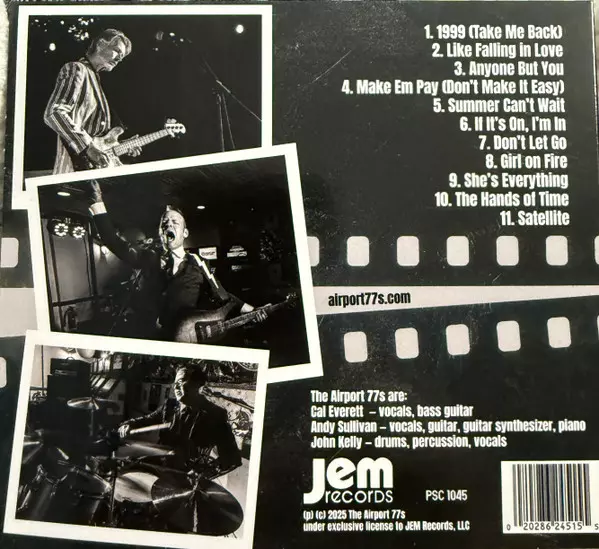 1. 1999 (Take Me Back)
2. Like Falling in Love
3. Anyone But You
4. Make Em Pay (Don't Make It Easy)
5. Summer Can't Wait
6. If It's On, I'm In
7. Don't Let Go
8. Girl on Fire
9. She's Everything
10. The Hands of Time
11. Satellite
airport77s.com
The Airport 77s are:
Cal Everett – vocals, bass guitar
Andy Sullivan – vocals, guitar, guitar synthesizer, piano
John Kelly – drums, percussion, vocals
Jem
RECORDS
PSC 1045
(p) (c) 2025 The Airport 77s
under exclusive license to JEM Records, LLC
0 20286 24515